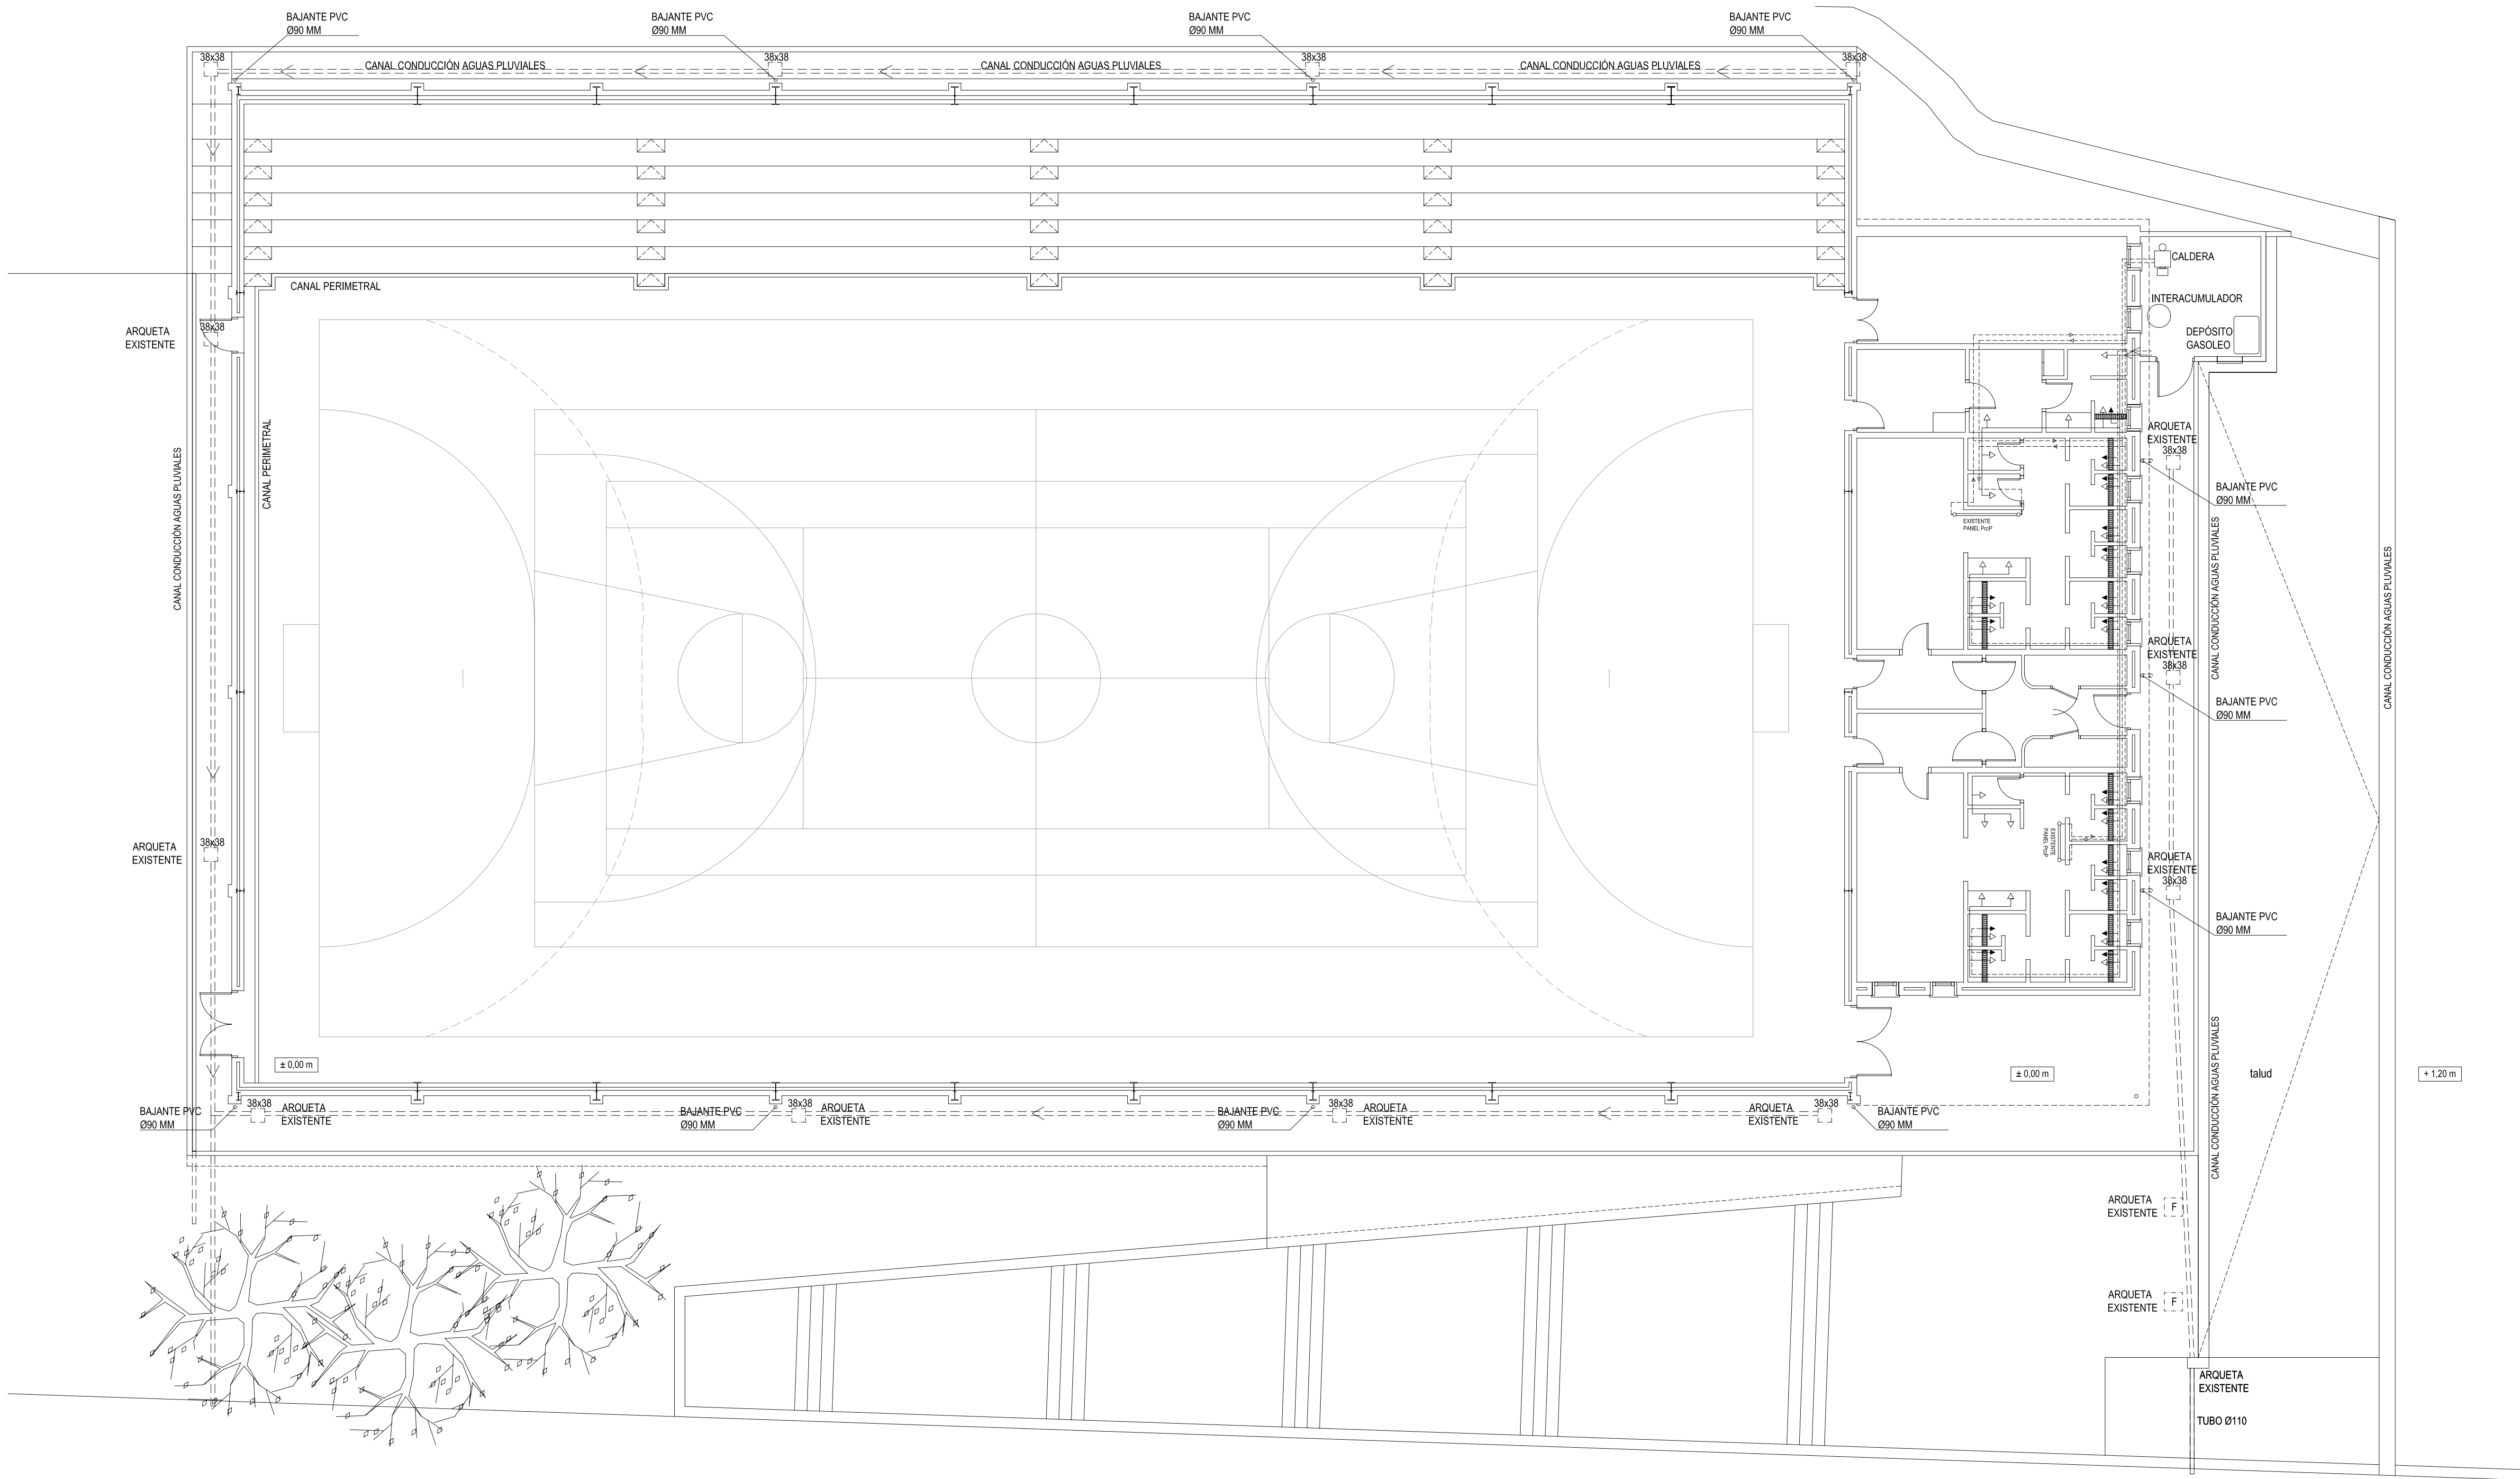 BAJANTE PVC
Ø90 MM
BAJANTE PVC
Ø90 MM
BAJANTE PVC
Ø90 MM
BAJANTE PVC
Ø90 MM
38x38
38x38
38x38
38x38
CANAL CONDUCCIÓN AGUAS PLUVIALES
CANAL CONDUCCIÓN AGUAS PLUVIALES
CANAL CONDUCCIÓN AGUAS PLUVIALES
CALDERA
INTERACUMULADOR
DEPÓSITO
GASOLEO
CANAL PERIMETRAL
ARQUETA
EXISTENTE
38x38
CANAL CONDUCCIÓN AGUAS PLUVIALES
CANAL PERIMETRAL
ARQUETA
EXISTENTE
38x38
BAJANTE PVC
Ø90 MM
EXISTENTE
PANEL PccP
CANAL CONDUCCIÓN AGUAS PLUVIALES
CANAL CONDUCCIÓN AGUAS PLUVIALES
ARQUETA
EXISTENTE
38x38
BAJANTE PVC
Ø90 MM
ARQUETA
EXISTENTE
38x38
EXISTENTE
PANEL PccP
ARQUETA
EXISTENTE
38x38
BAJANTE PVC
Ø90 MM
± 0,00 m
± 0,00 m
talud
+ 1,20 m
CANAL CONDUCCIÓN AGUAS PLUVIALES
BAJANTE PVC
Ø90 MM
38x38
ARQUETA
EXISTENTE
BAJANTE PVC
Ø90 MM
38x38
ARQUETA
EXISTENTE
BAJANTE PVC
Ø90 MM
38x38
ARQUETA
EXISTENTE
ARQUETA
EXISTENTE
38x38
BAJANTE PVC
Ø90 MM
ARQUETA
EXISTENTE
F
ARQUETA
EXISTENTE
F
ARQUETA
EXISTENTE
TUBO Ø110